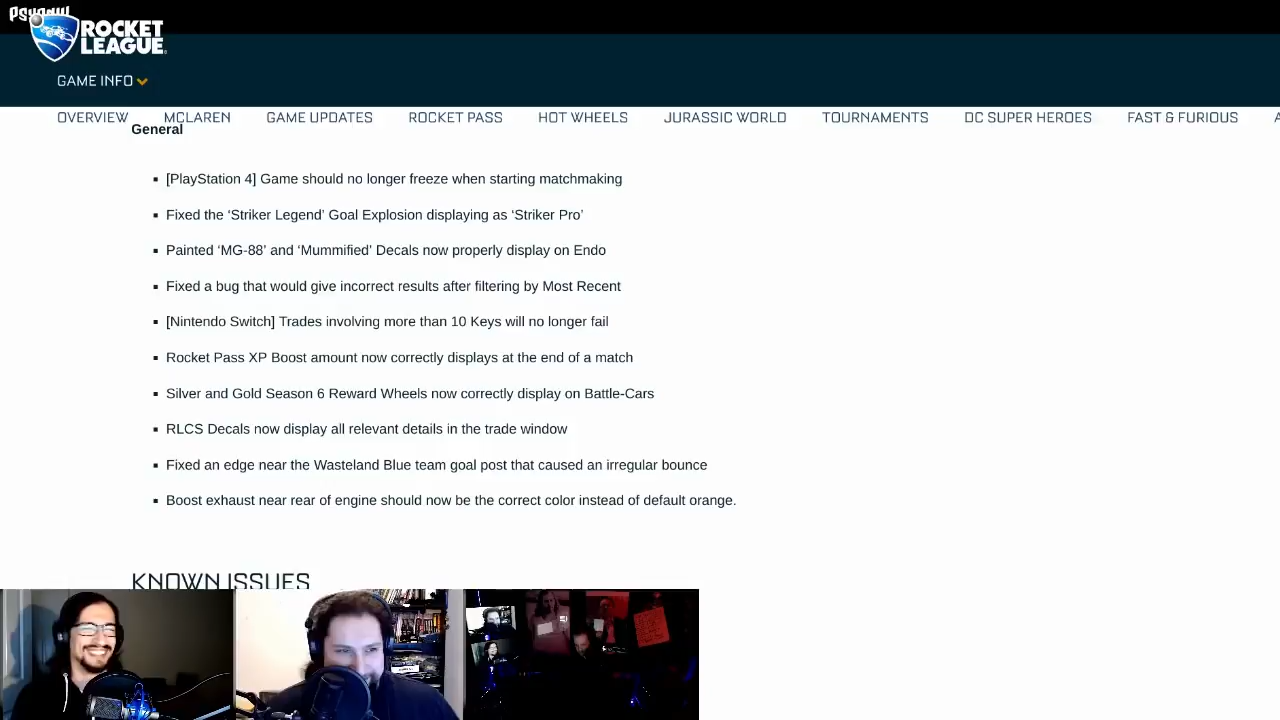 PSYONIX
ROCKET
LEAGUE
GAME INFO
OVERVIEW MCLAREN GAME UPDATES ROCKET PASS HOT WHEELS JURASSIC WORLD TOURNAMENTS DC SUPER HEROES FAST & FURIOUS
General
[PlayStation 4] Game should no longer freeze when starting matchmaking
Fixed the ‘Striker Legend’ Goal Explosion displaying as ‘Striker Pro’
Painted ‘MG-88’ and ‘Mummified’ Decals now properly display on Endo
Fixed a bug that would give incorrect results after filtering by Most Recent
[Nintendo Switch] Trades involving more than 10 Keys will no longer fail
Rocket Pass XP Boost amount now correctly displays at the end of a match
Silver and Gold Season 6 Reward Wheels now correctly display on Battle-Cars
RLCS Decals now display all relevant details in the trade window
Fixed an edge near the Wasteland Blue team goal post that caused an irregular bounce
Boost exhaust near rear of engine should now be the correct color instead of default orange.
KNOWN ISSUES